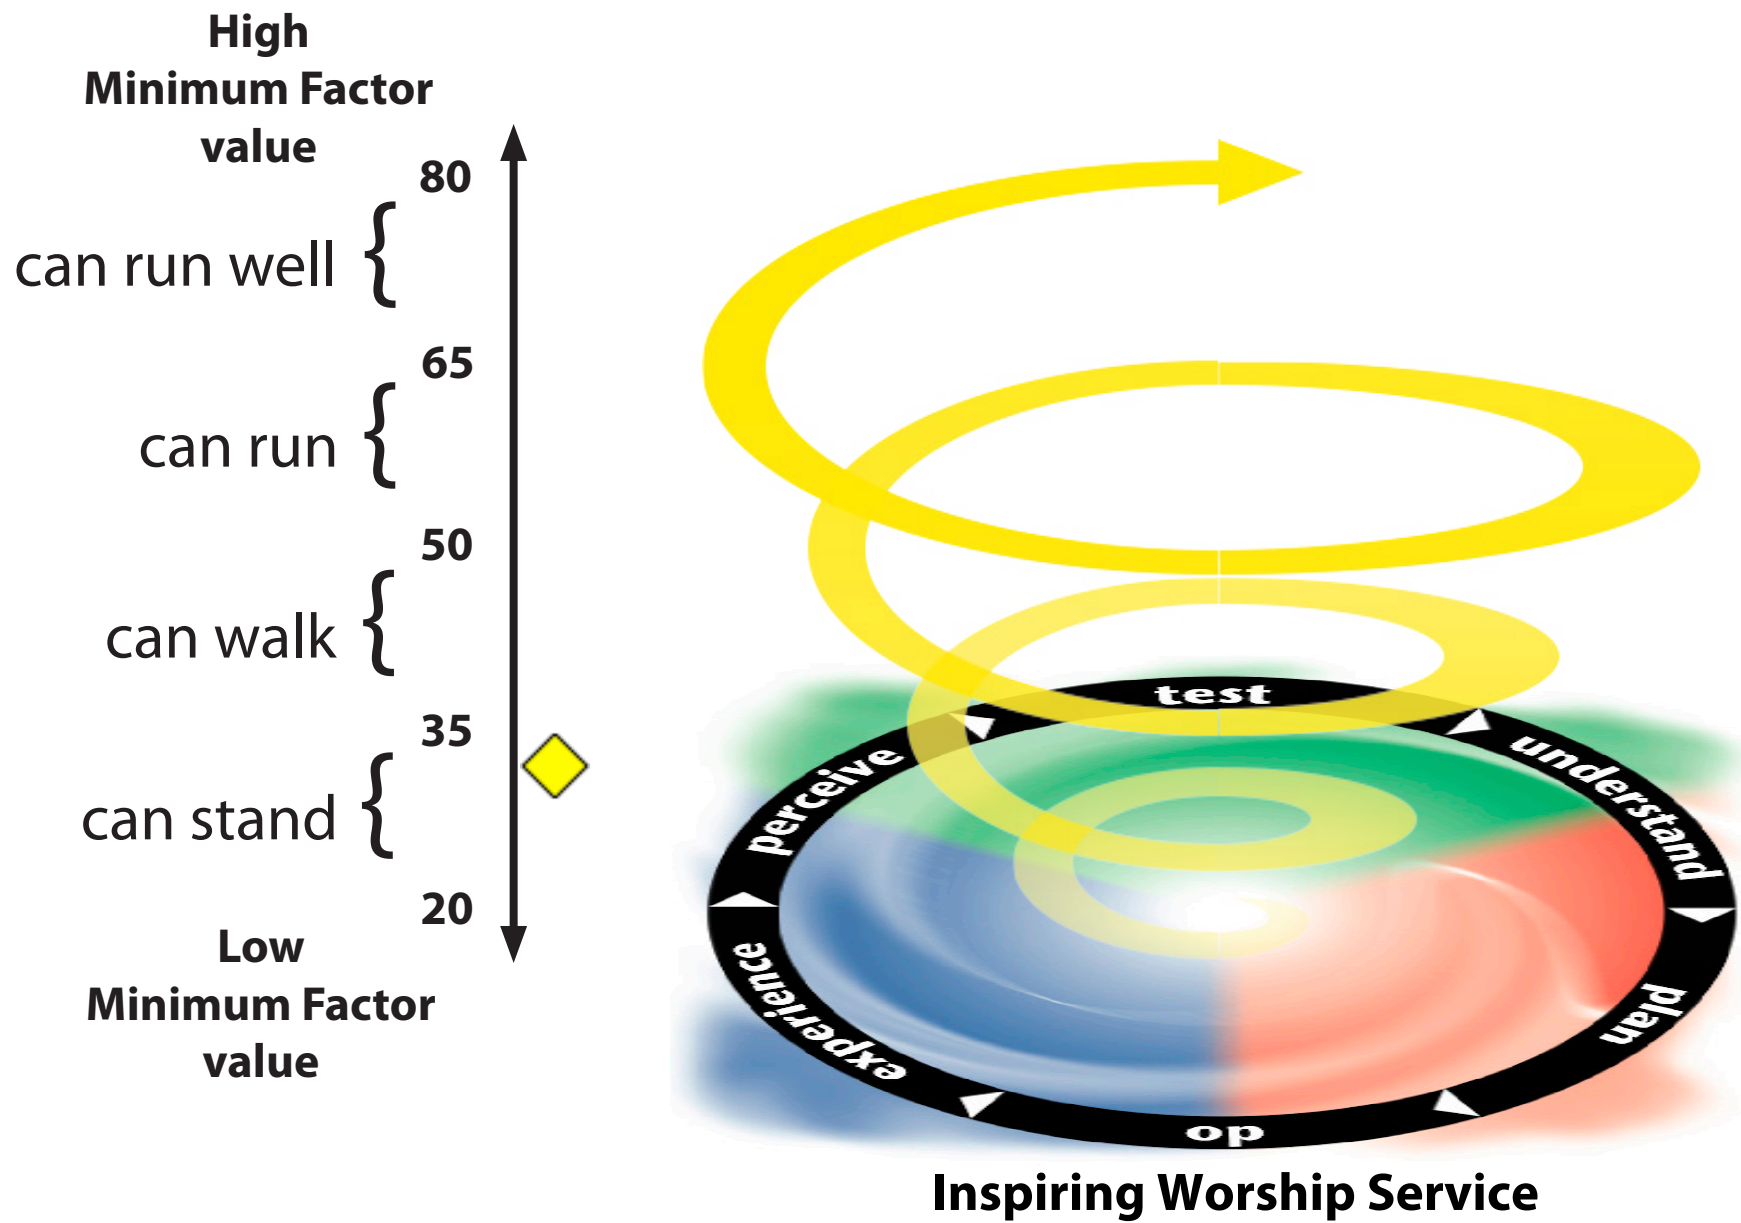 High
Minimum Factor
value
80
can run well {
65
can run {
50
can walk {
35
can stand {
20
Low
Minimum Factor
value
test
understand
plan
do
experience
perceive
Inspiring Worship Service